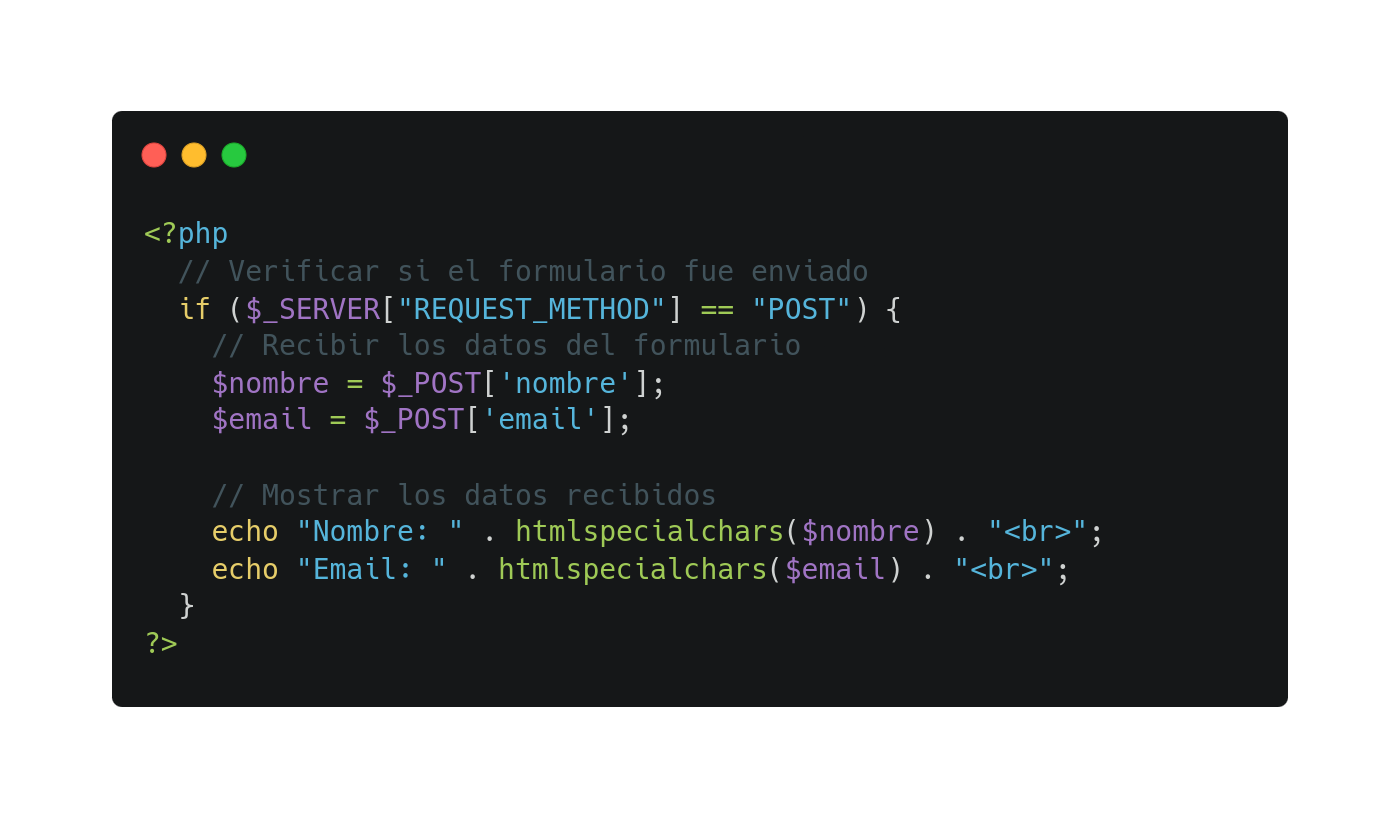 <?php
  // Verificar si el formulario fue enviado
  if ($_SERVER["REQUEST_METHOD"] == "POST") {
    // Recibir los datos del formulario
    $nombre = $_POST['nombre'];
    $email = $_POST['email'];

    // Mostrar los datos recibidos
    echo "Nombre: " . htmlspecialchars($nombre) . "<br>";
    echo "Email: " . htmlspecialchars($email) . "<br>";
  }
?>